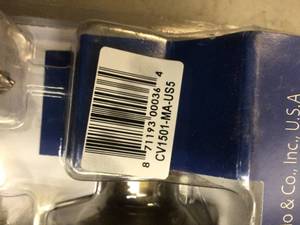 8 71193 00036 4
CV1501-MA-US5
o & Co., Inc., U.S.A